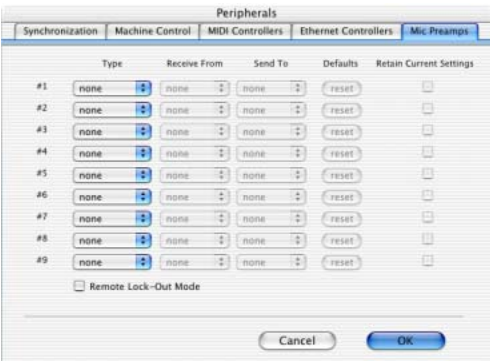 Peripherals
Synchronization Machine Control MIDI Controllers Ethernet Controllers Mic Preamps
Type Receive From Send To Defaults Retain Current Settings
#1 none none none reset
#2 none none none reset
#3 none none none reset
#4 none none none reset
#5 none none none reset
#6 none none none reset
#7 none none none reset
#8 none none none reset
#9 none none none reset
Remote Lock-Out Mode
Cancel OK